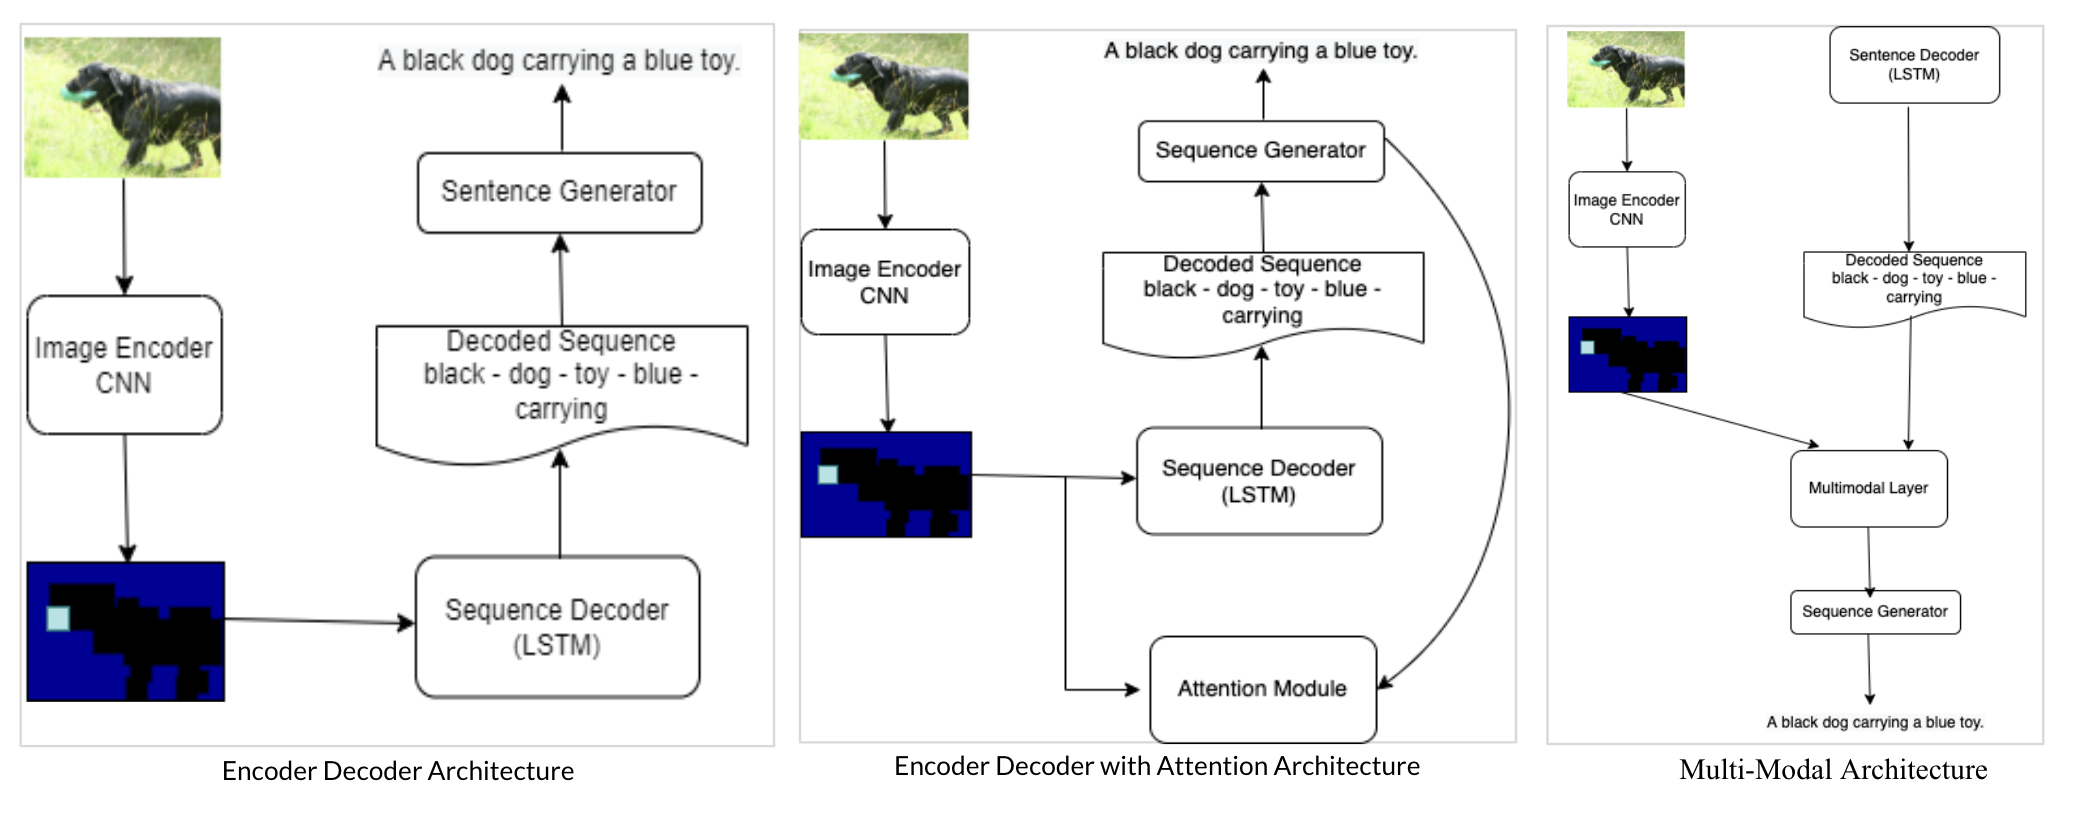 A black dog carrying a blue toy.
Sentence Generator
Image Encoder
CNN
Decoded Sequence
black - dog - toy - blue -
carrying
Sequence Decoder
(LSTM)
Encoder Decoder Architecture
A black dog carrying a blue toy.
Sequence Generator
Image Encoder
CNN
Decoded Sequence
black - dog - toy - blue -
carrying
Sequence Decoder
(LSTM)
Attention Module
Encoder Decoder with Attention Architecture
Sentence Decoder
(LSTM)
Image Encoder
CNN
Decoded Sequence
black - dog - toy - blue -
carrying
Multimodal Layer
Sequence Generator
A black dog carrying a blue toy.
Multi-Modal Architecture